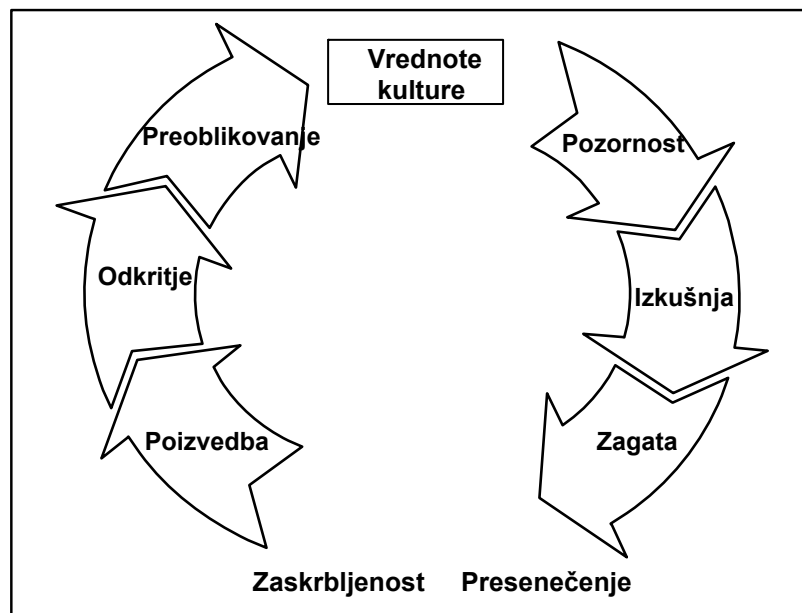 Vrednote
kulture
Pozornost
Izkušnja
Zagata
Presenečenje
Zaskrbljenost
Poizvedba
Odkritje
Preoblikovanje